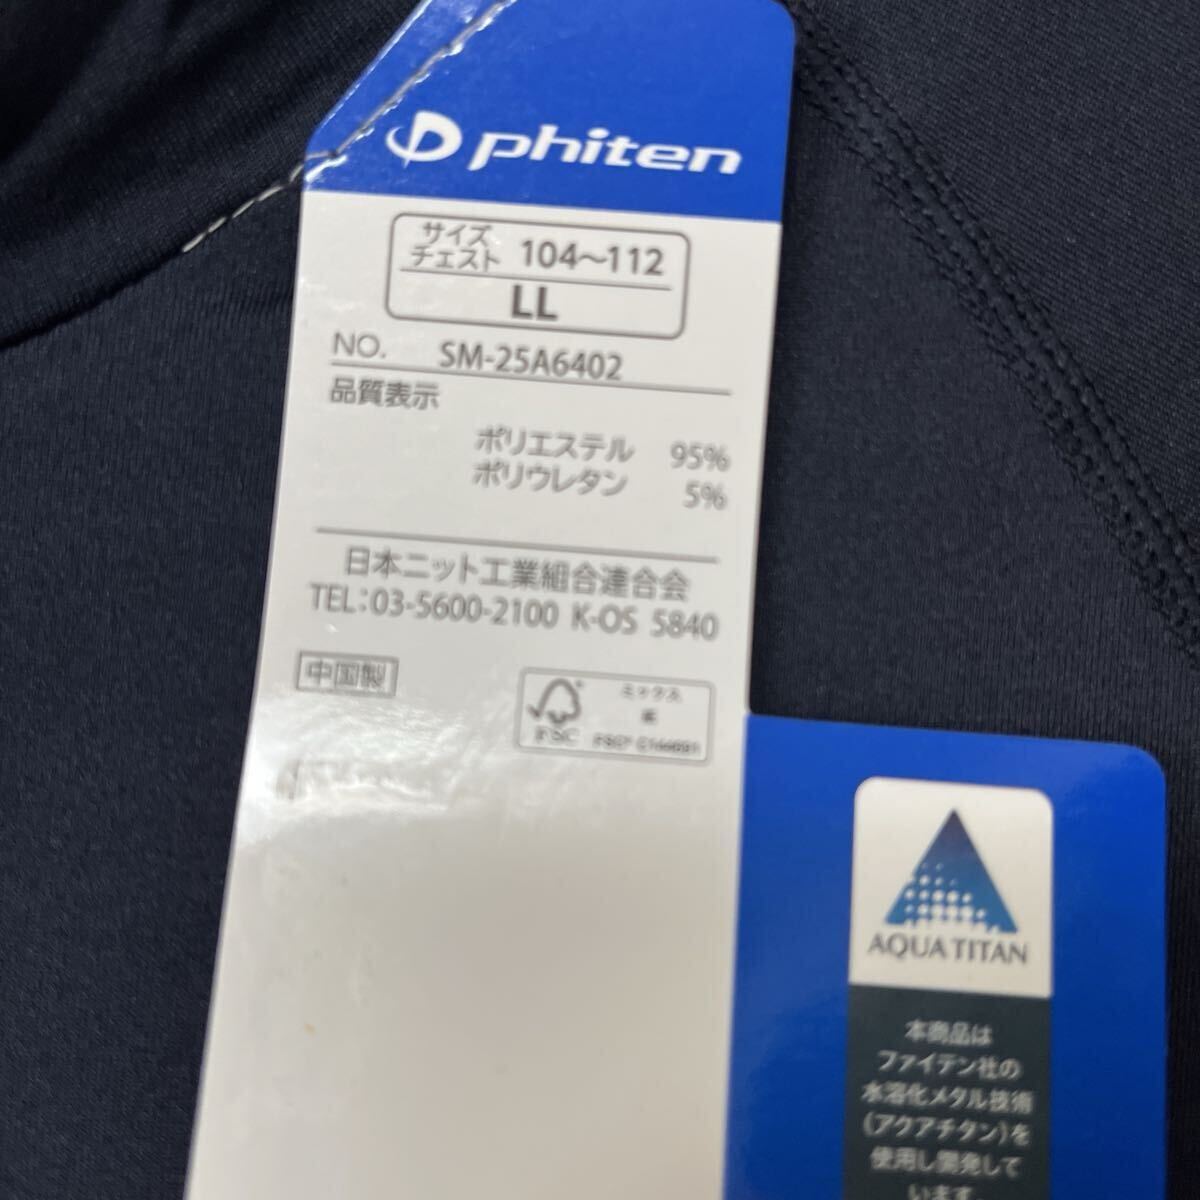 phiten
サイズ
チェスト 104～112
LL
NO. SM-25A6402
品質表示
ポリエステル 95%
ポリウレタン 5%
日本ニット工業組合連合会
TEL:03-5600-2100 K-OS 5840
中国製
FSC
ミックス
紙
AQUA TITAN
本商品は
ファイテン社の
水溶化メタル技術
(アクアチタン)を
使用し開発して
います